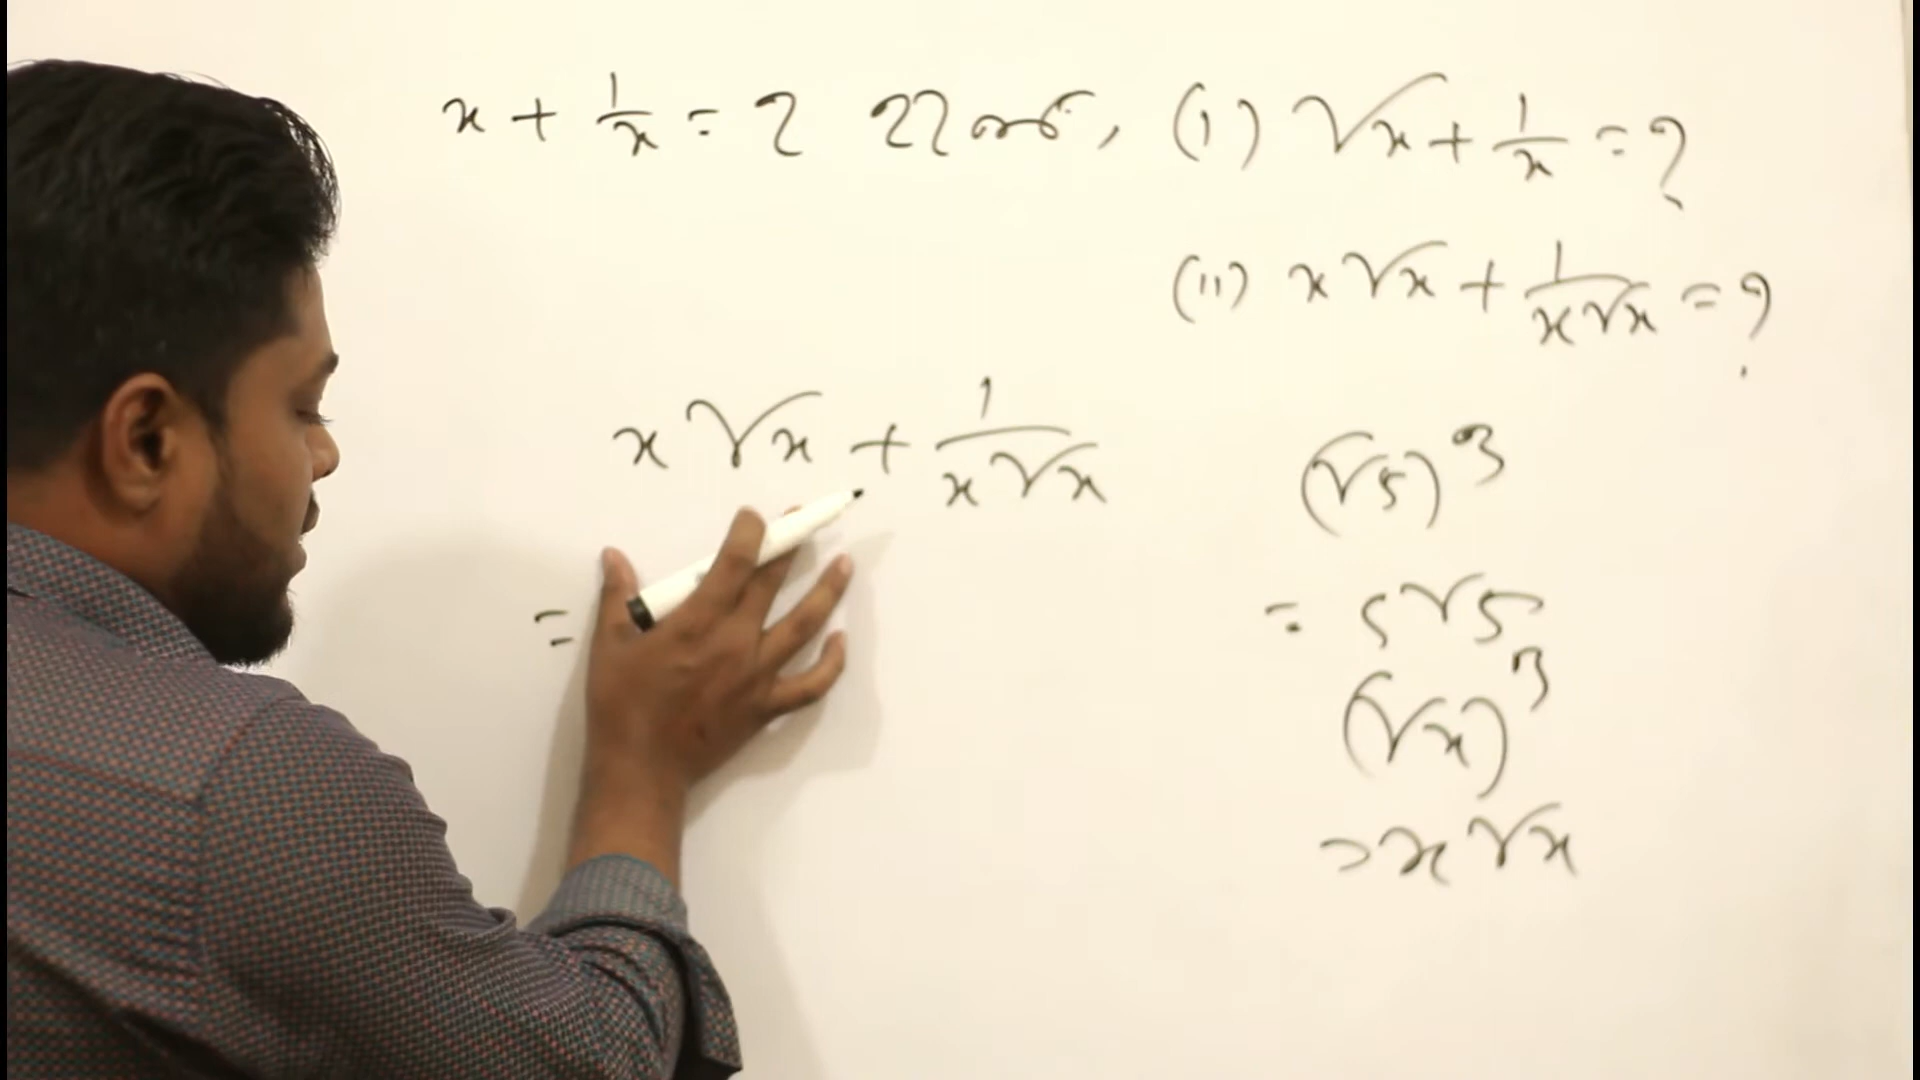 x + 1/x = 2 হলে, (i) √x + 1/x = ?
(ii) x√x + 1/x√x = ?
x√x + 1/x√x
=
(√5)³
= 5√5
(√x)³
= x√x